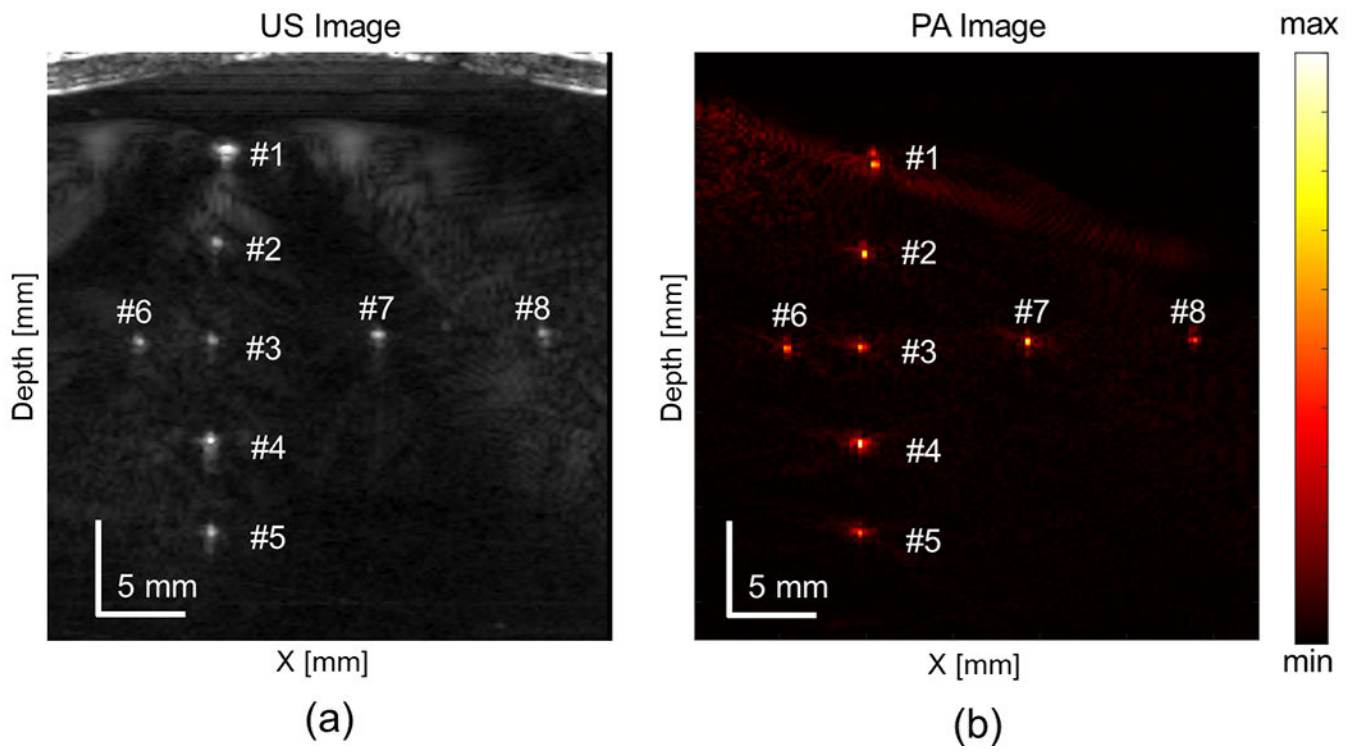 US Image
PA Image
max
#1
#1
#2
#2
#6
#7
#8
#6
#7
#8
#3
#3
Depth [mm]
Depth [mm]
#4
#4
#5
#5
5 mm
5 mm
min
X [mm]
X [mm]
(a)
(b)